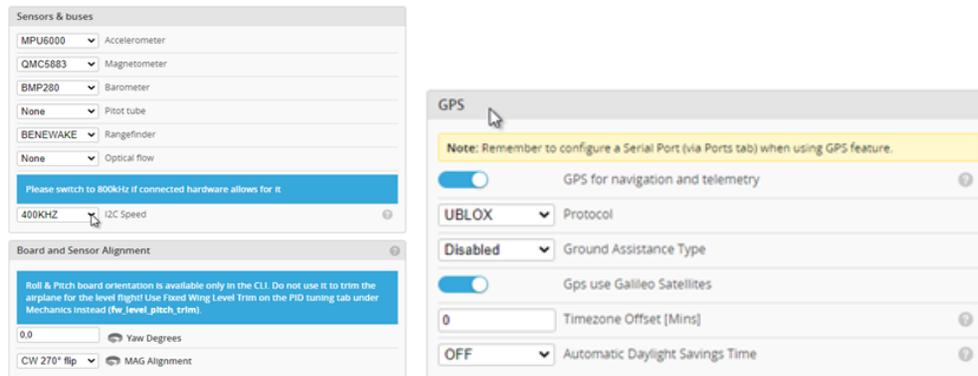 Sensors & buses
MPU6000 Accelerometer
QMC5883 Magnetometer
BMP280 Barometer
None Pitot tube
BENEWAKE Rangefinder
None Optical flow
Please switch to 800kHz if connected hardware allows for it
400KHZ I2C Speed
Board and Sensor Alignment
Roll & Pitch board orientation is available only in the CLI. Do not use it to trim the
airplane for the level flight! Use Fixed Wing Level Trim on the PID tuning tab under
Mechanics instead (fw_level_pitch_trim).
0,0 Yaw Degrees
CW 270° flip MAG Alignment
GPS
Note: Remember to configure a Serial Port (via Ports tab) when using GPS feature.
GPS for navigation and telemetry
UBLOX Protocol
Disabled Ground Assistance Type
Gps use Galileo Satellites
0 Timezone Offset [Mins]
OFF Automatic Daylight Savings Time